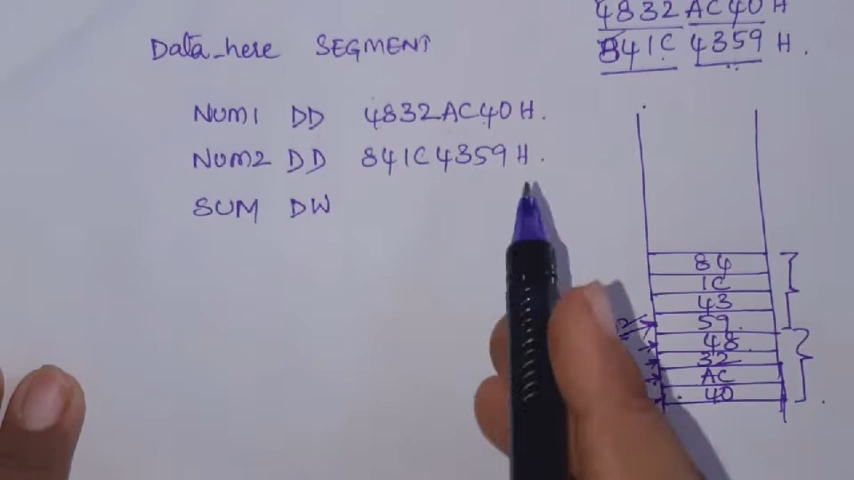 4832 AC40 H
841C 4359 H.
Data_here SEGMENT
NUM1 DD 4832AC40H.
NUM2 DD 841C4359H.
SUM DW
84
1C
43
59
48
32
AC
40